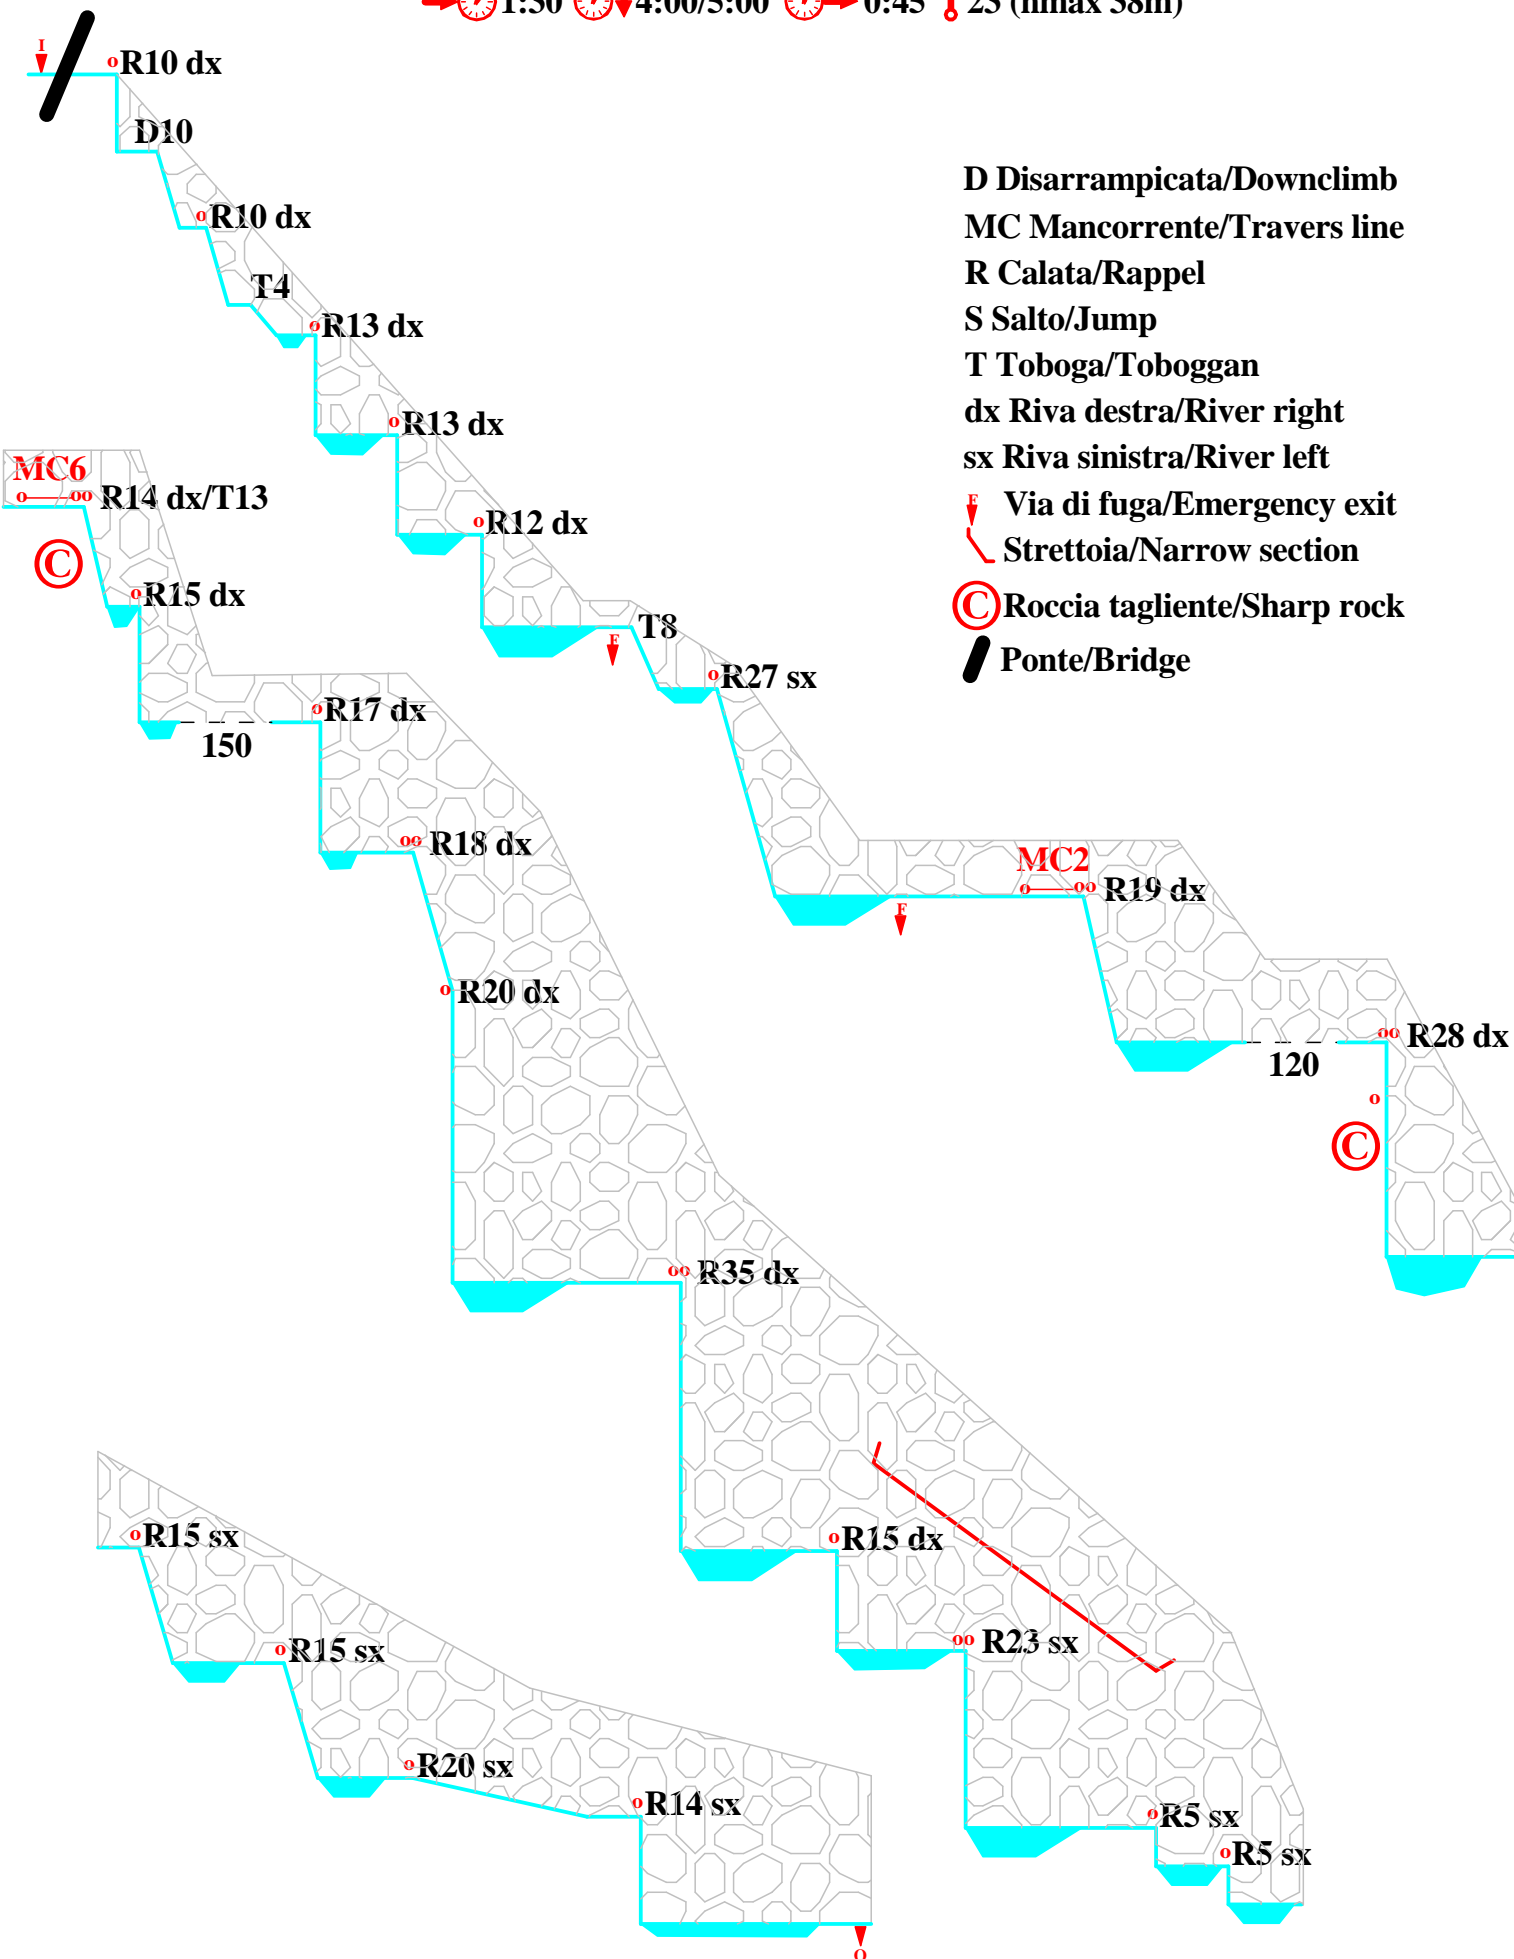 1:30 4:00/5:00 0:45 25 (hmax 38m)
I
R10 dx
D10
R10 dx
T4
R13 dx
R13 dx
R12 dx
F
T8
R27 sx
F
MC2
R19 dx
120
R28 dx
C
D Disarrampicata/Downclimb
MC Mancorrente/Travers line
R Calata/Rappel
S Salto/Jump
T Toboga/Toboggan
dx Riva destra/River right
sx Riva sinistra/River left
F Via di fuga/Emergency exit
Strettoia/Narrow section
C Roccia tagliente/Sharp rock
Ponte/Bridge
MC6
R14 dx/T13
C
R15 dx
150
R17 dx
R18 dx
R20 dx
R35 dx
R15 dx
R23 sx
R5 sx
R5 sx
R15 sx
R15 sx
R20 sx
R14 sx
O